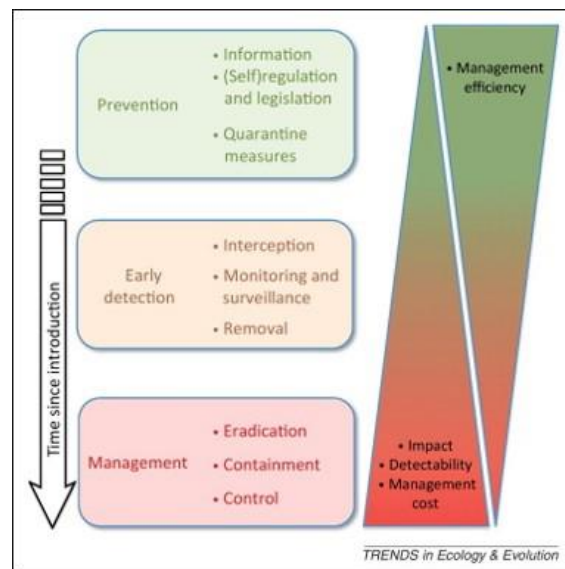 Prevention
• Information
• (Self)regulation
and legislation
• Quarantine
measures
Early
detection
• Interception
• Monitoring and
surveillance
• Removal
Management
• Eradication
• Containment
• Control
Time since introduction
• Management
efficiency
• Impact
• Detectability
• Management
cost
TRENDS in Ecology & Evolution